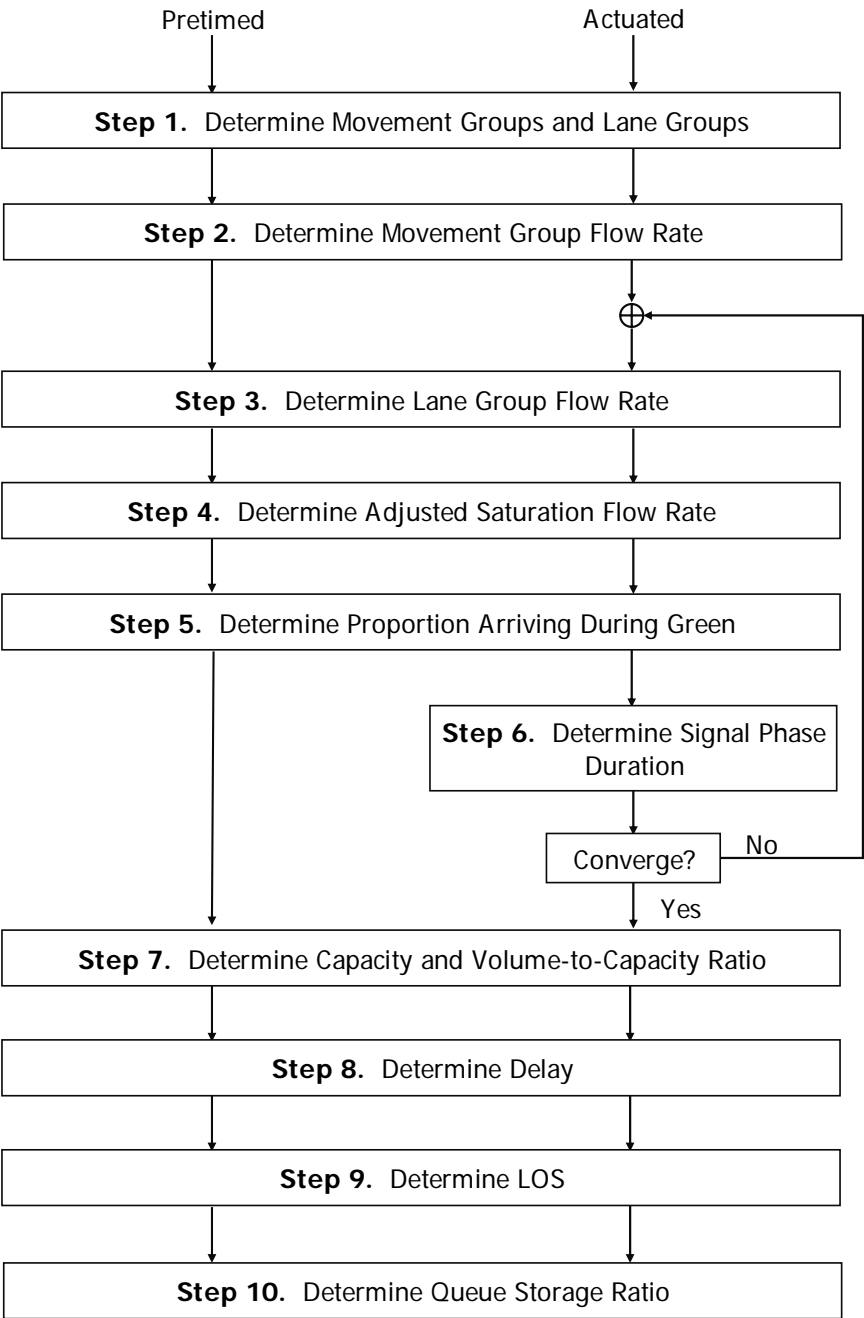 Pretimed
Actuated
Step 1. Determine Movement Groups and Lane Groups
Step 2. Determine Movement Group Flow Rate
Step 3. Determine Lane Group Flow Rate
Step 4. Determine Adjusted Saturation Flow Rate
Step 5. Determine Proportion Arriving During Green
Step 6. Determine Signal Phase
Duration
Converge?
No
Yes
Step 7. Determine Capacity and Volume-to-Capacity Ratio
Step 8. Determine Delay
Step 9. Determine LOS
Step 10. Determine Queue Storage Ratio